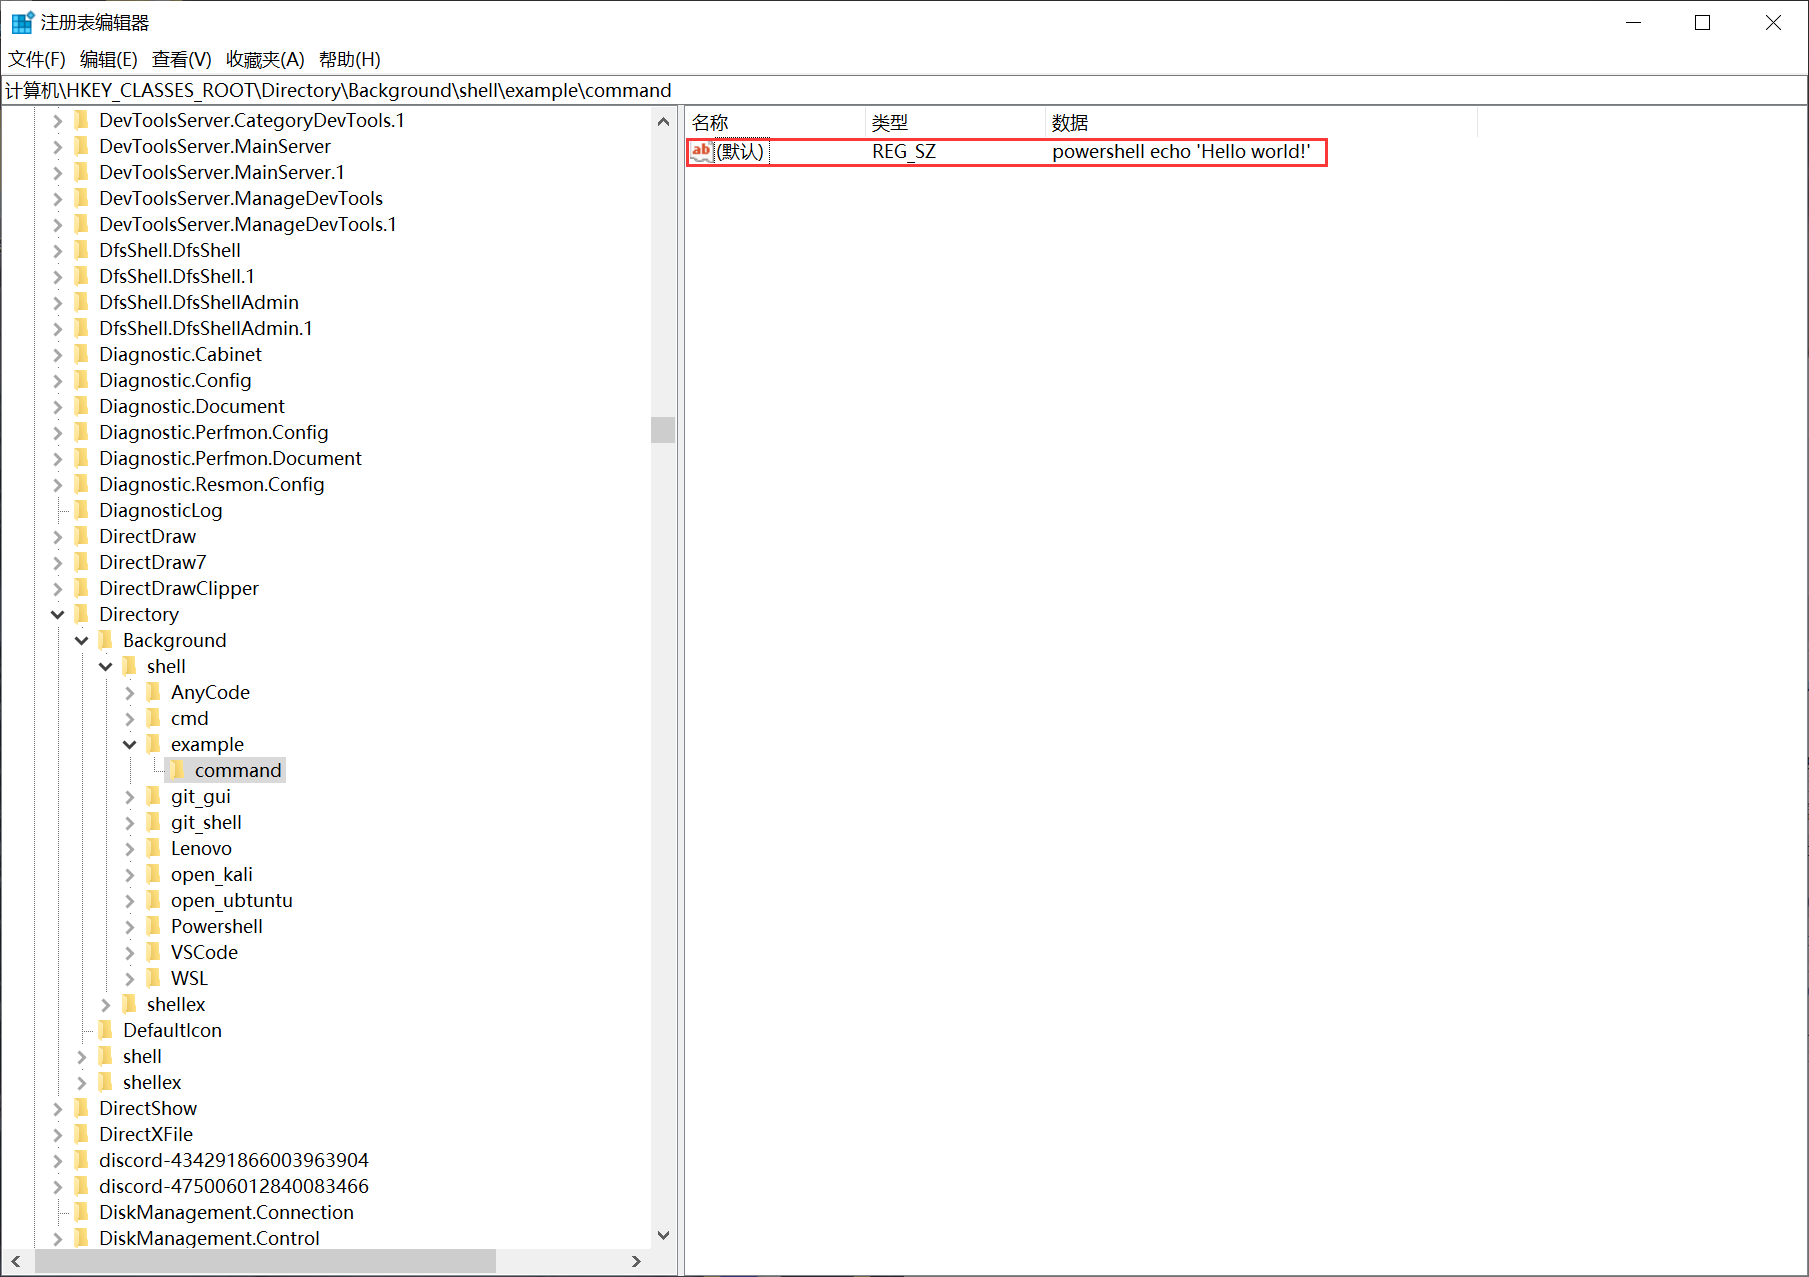 注册表编辑器
文件(F) 编辑(E) 查看(V) 收藏夹(A) 帮助(H)
计算机\HKEY_CLASSES_ROOT\Directory\Background\shell\example\command
DevToolsServer.CategoryDevTools.1
DevToolsServer.MainServer
DevToolsServer.MainServer.1
DevToolsServer.ManageDevTools
DevToolsServer.ManageDevTools.1
DfsShell.DfsShell
DfsShell.DfsShell.1
DfsShell.DfsShellAdmin
DfsShell.DfsShellAdmin.1
Diagnostic.Cabinet
Diagnostic.Config
Diagnostic.Document
Diagnostic.Perfmon.Config
Diagnostic.Perfmon.Document
Diagnostic.Resmon.Config
DiagnosticLog
DirectDraw
DirectDraw7
DirectDrawClipper
Directory
Background
shell
AnyCode
cmd
example
command
git_gui
git_shell
Lenovo
open_kali
open_ubtuntu
Powershell
VSCode
WSL
shellex
DefaultIcon
shell
shellex
DirectShow
DirectXFile
discord-434291866003963904
discord-475006012840083466
DiskManagement.Connection
DiskManagement.Control
名称 类型 数据
ab (默认) REG_SZ powershell echo 'Hello world!'